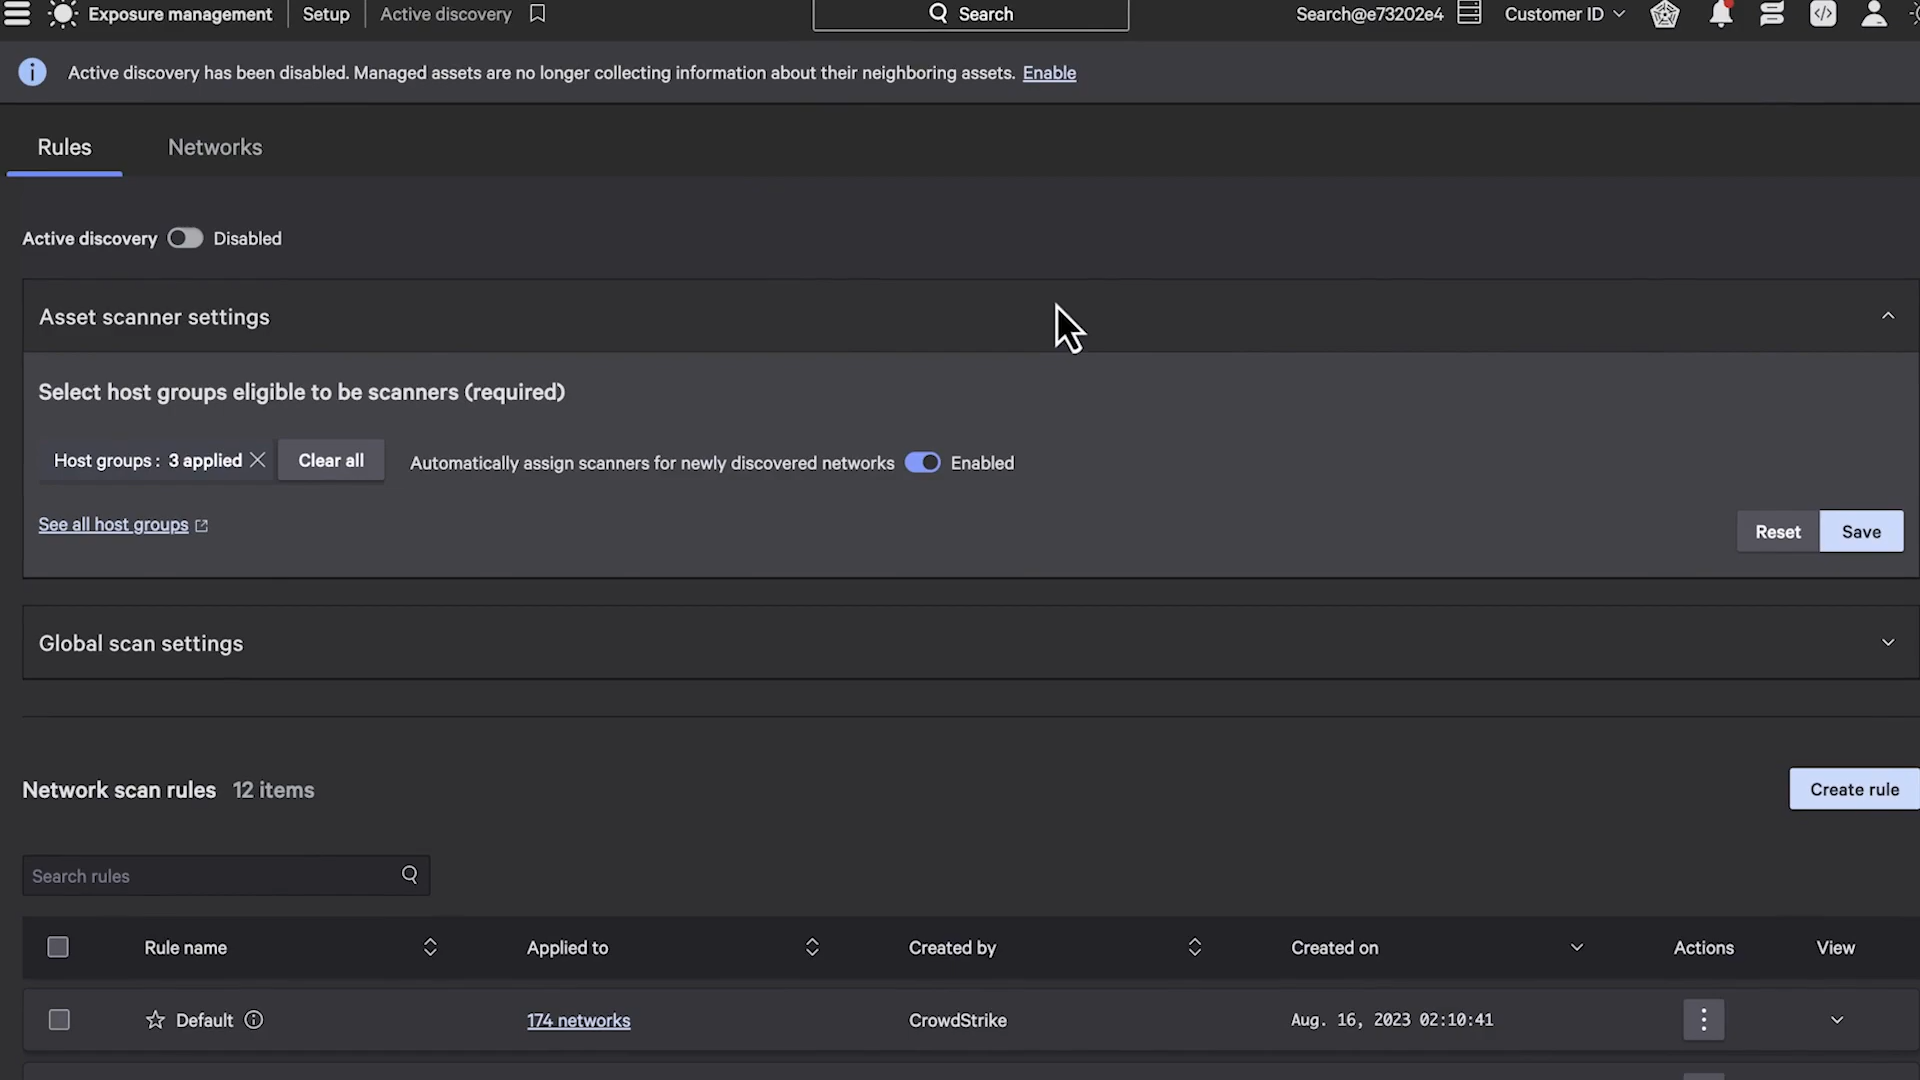 Exposure management Setup Active discovery Search Search@e73202e4 Customer ID
Active discovery has been disabled. Managed assets are no longer collecting information about their neighboring assets. Enable
Rules Networks
Active discovery Disabled
Asset scanner settings
Select host groups eligible to be scanners (required)
Host groups : 3 applied Clear all Automatically assign scanners for newly discovered networks Enabled
See all host groups
Reset Save
Global scan settings
Network scan rules 12 items
Create rule
Search rules
Rule name Applied to Created by Created on Actions View
Default 174 networks CrowdStrike Aug. 16, 2023 02:10:41